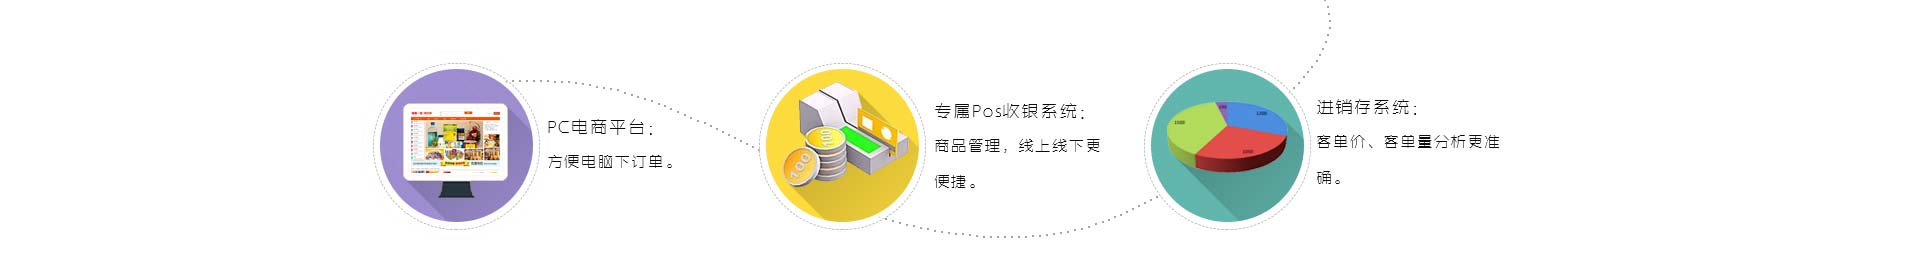 PC电商平台：
方便电脑下订单。
专属Pos收银系统：
商品管理，线上线下更
便捷。
100
100
进销存系统：
客单价、客单量分析更准
确。